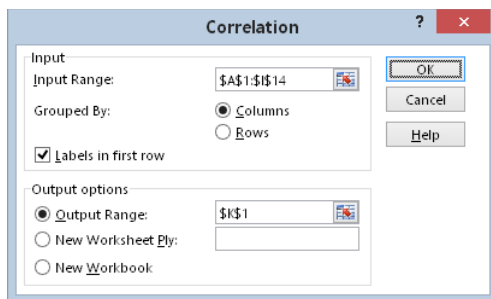 Correlation
?
×
Input
Input Range:
$A$1:$I$14
Grouped By:
Columns
Rows
Labels in first row
OK
Cancel
Help
Output options
Output Range:
$K$1
New Worksheet Ply:
New Workbook